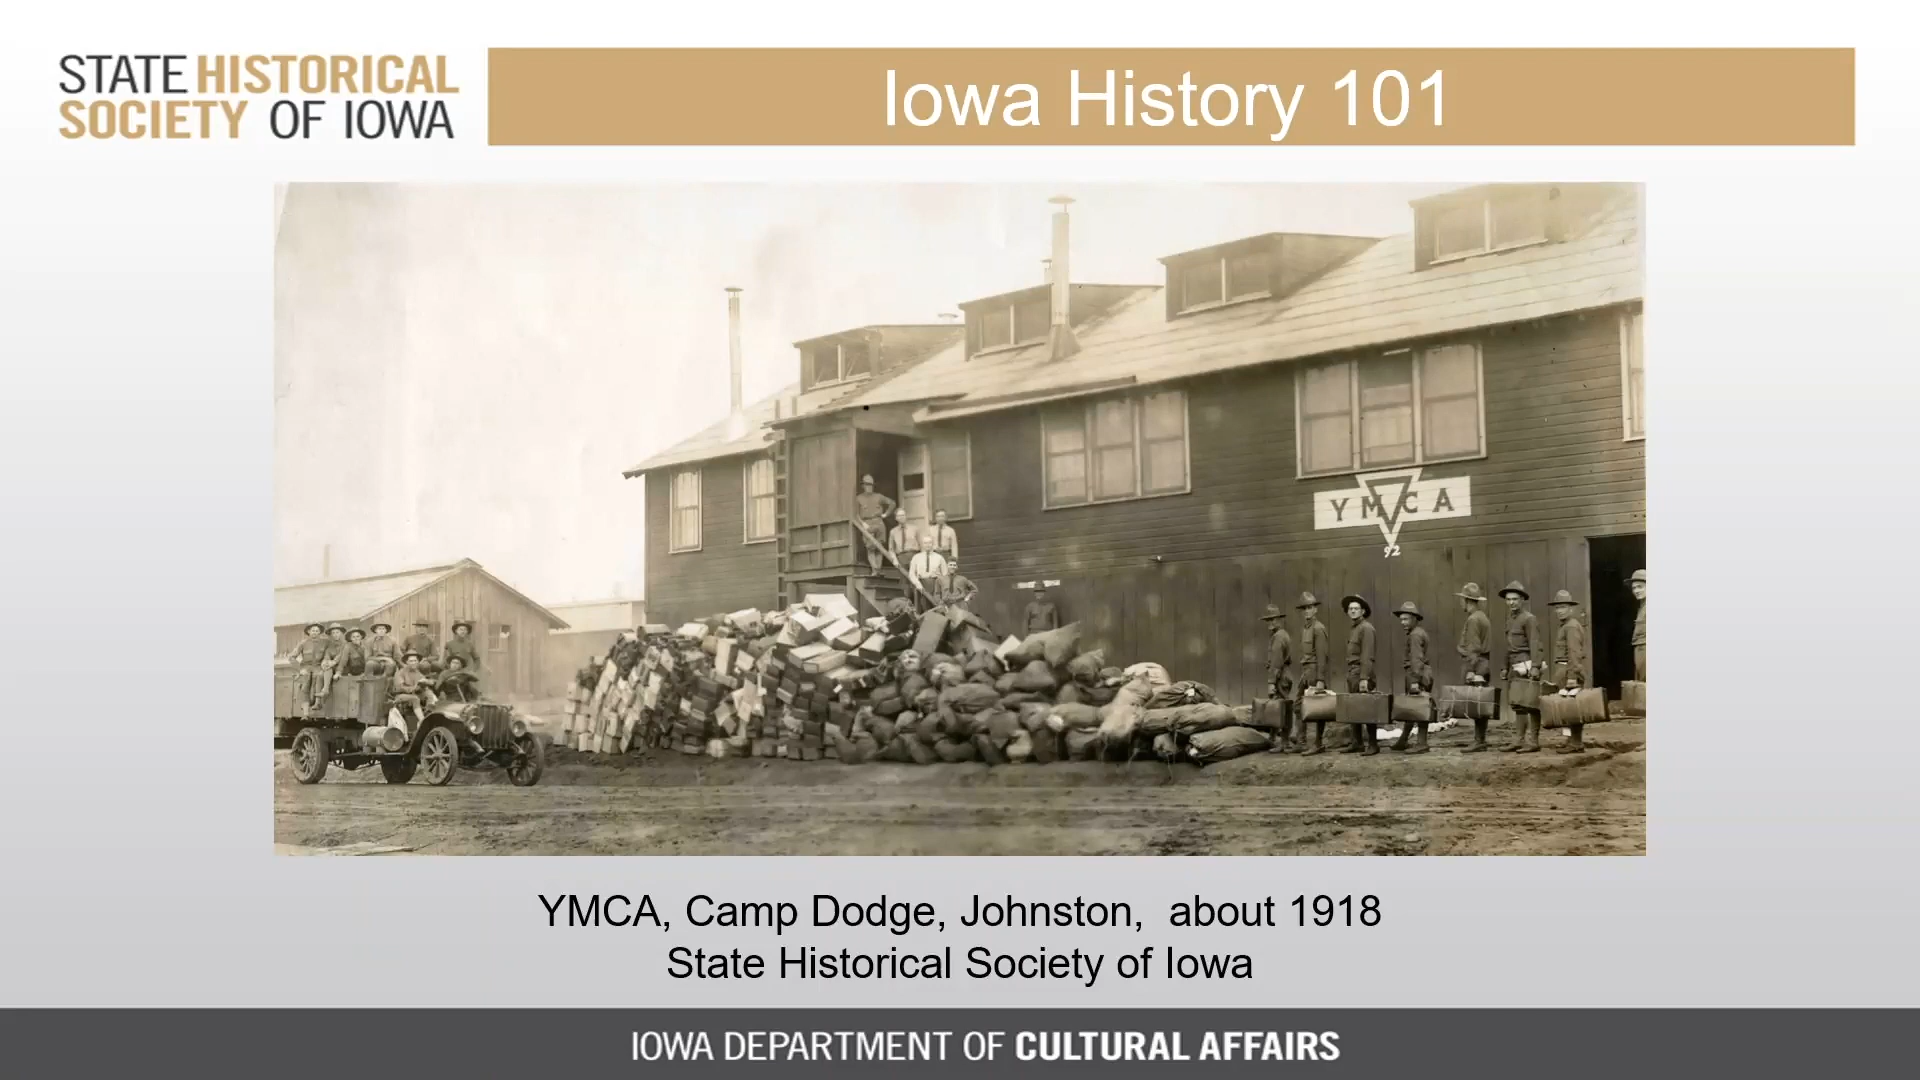 STATE HISTORICAL
SOCIETY OF IOWA
Iowa History 101
YMCA
92
YMCA, Camp Dodge, Johnston,  about 1918
State Historical Society of Iowa
IOWA DEPARTMENT OF CULTURAL AFFAIRS